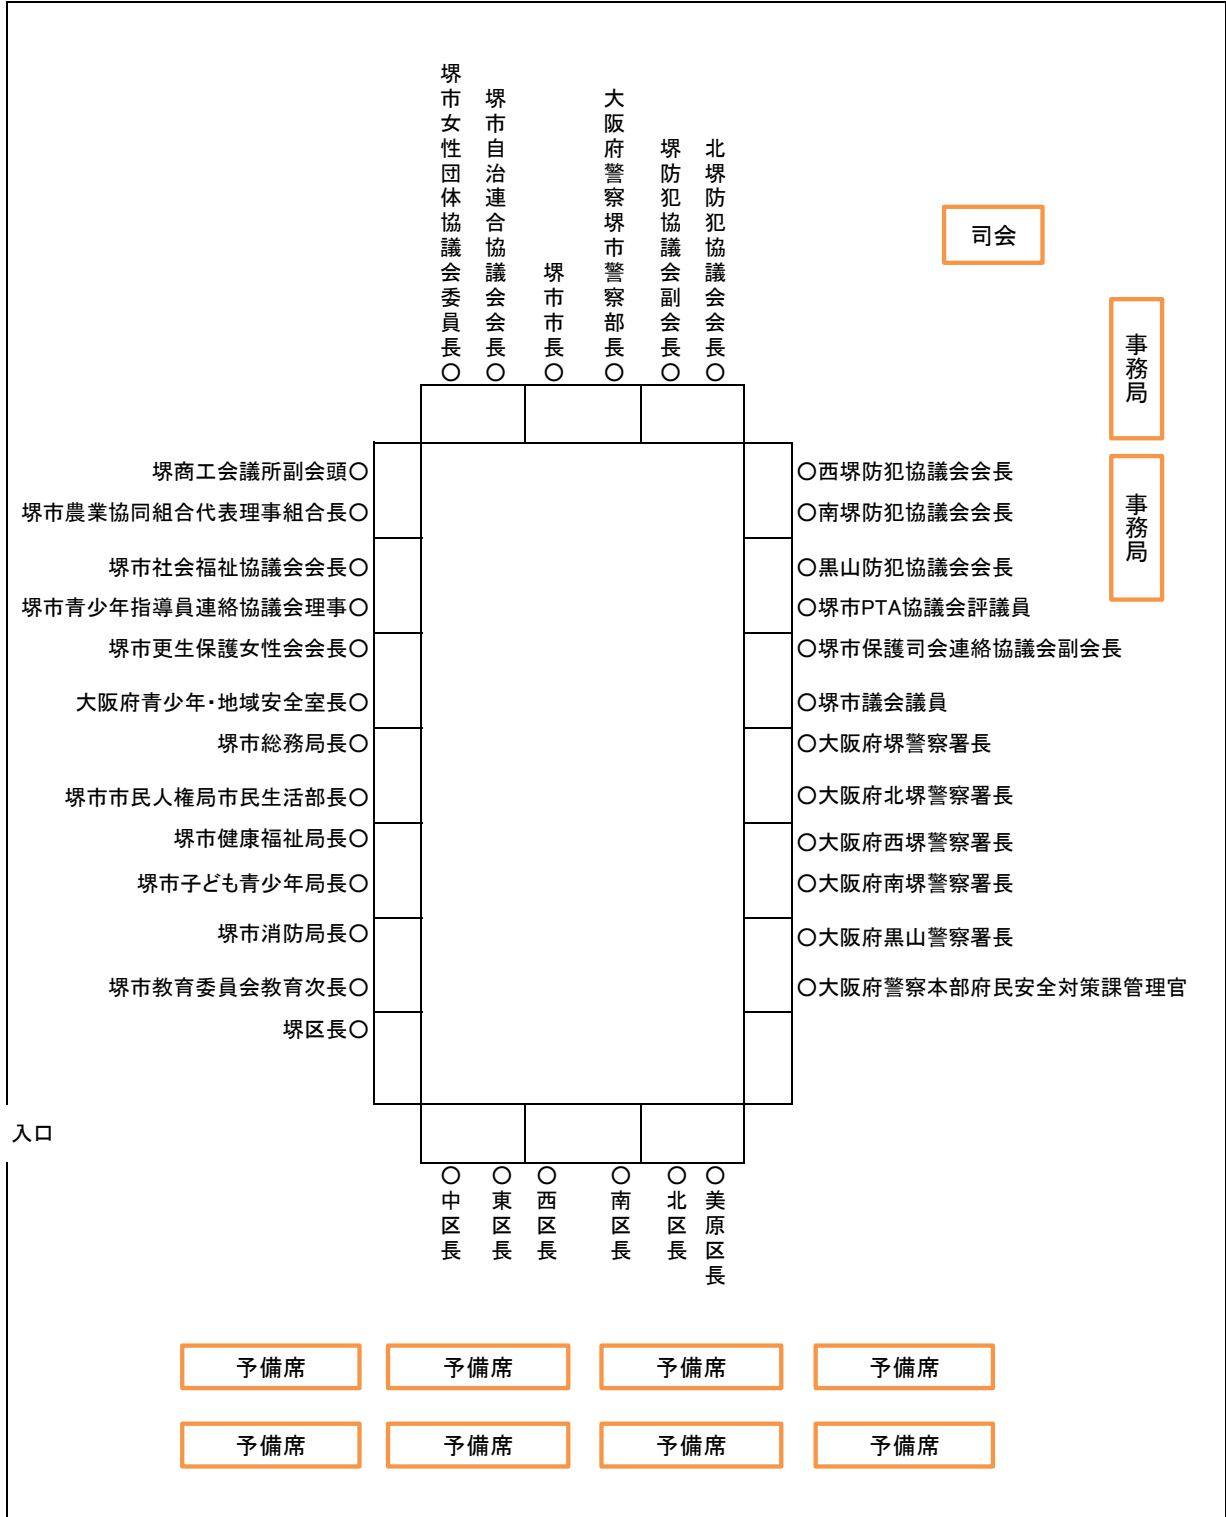 堺市女性団体協議会委員長○
堺市自治連合協議会会長○
堺市市長○
大阪府警察堺市警察部長○
堺防犯協議会副会長○
北堺防犯協議会会長○
司会
事務局
事務局
堺商工会議所副会頭○
堺市農業協同組合代表理事組合長○
堺市社会福祉協議会会長○
堺市青少年指導員連絡協議会理事○
堺市更生保護女性会会長○
大阪府青少年・地域安全室長○
堺市総務局長○
堺市市民人権局市民生活部長○
堺市健康福祉局長○
堺市子ども青少年局長○
堺市消防局長○
堺市教育委員会教育次長○
堺区長○
○西堺防犯協議会会長
○南堺防犯協議会会長
○黒山防犯協議会会長
○堺市PTA協議会評議員
○堺市保護司会連絡協議会副会長
○堺市議会議員
○大阪府堺警察署長
○大阪府北堺警察署長
○大阪府西堺警察署長
○大阪府南堺警察署長
○大阪府黒山警察署長
○大阪府警察本部府民安全対策課管理官
入口
○中区長
○東区長
○西区長
○南区長
○北区長
○美原区長
予備席
予備席
予備席
予備席
予備席
予備席
予備席
予備席